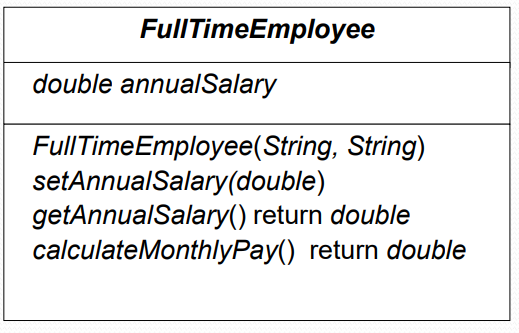 FullTimeEmployee
double annualSalary
FullTimeEmployee(String, String)
setAnnualSalary(double)
getAnnualSalary() return double
calculateMonthlyPay() return double